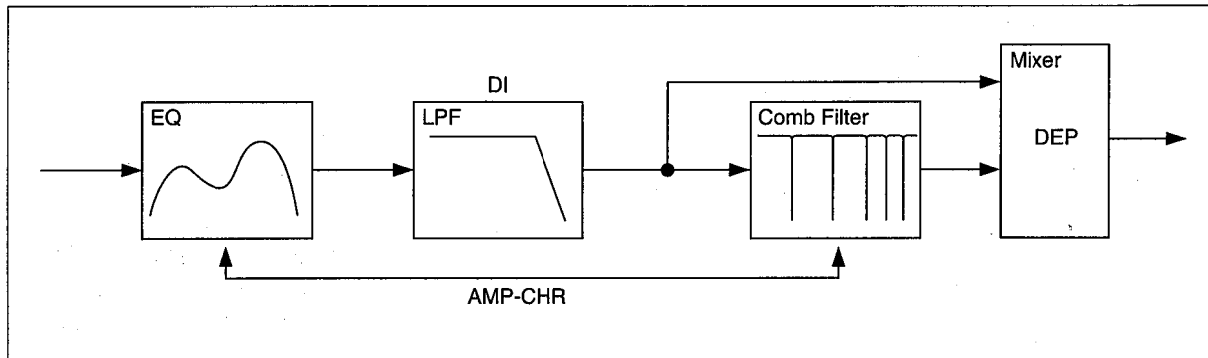 EQ
DI
LPF
Comb Filter
Mixer
DEP
AMP-CHR